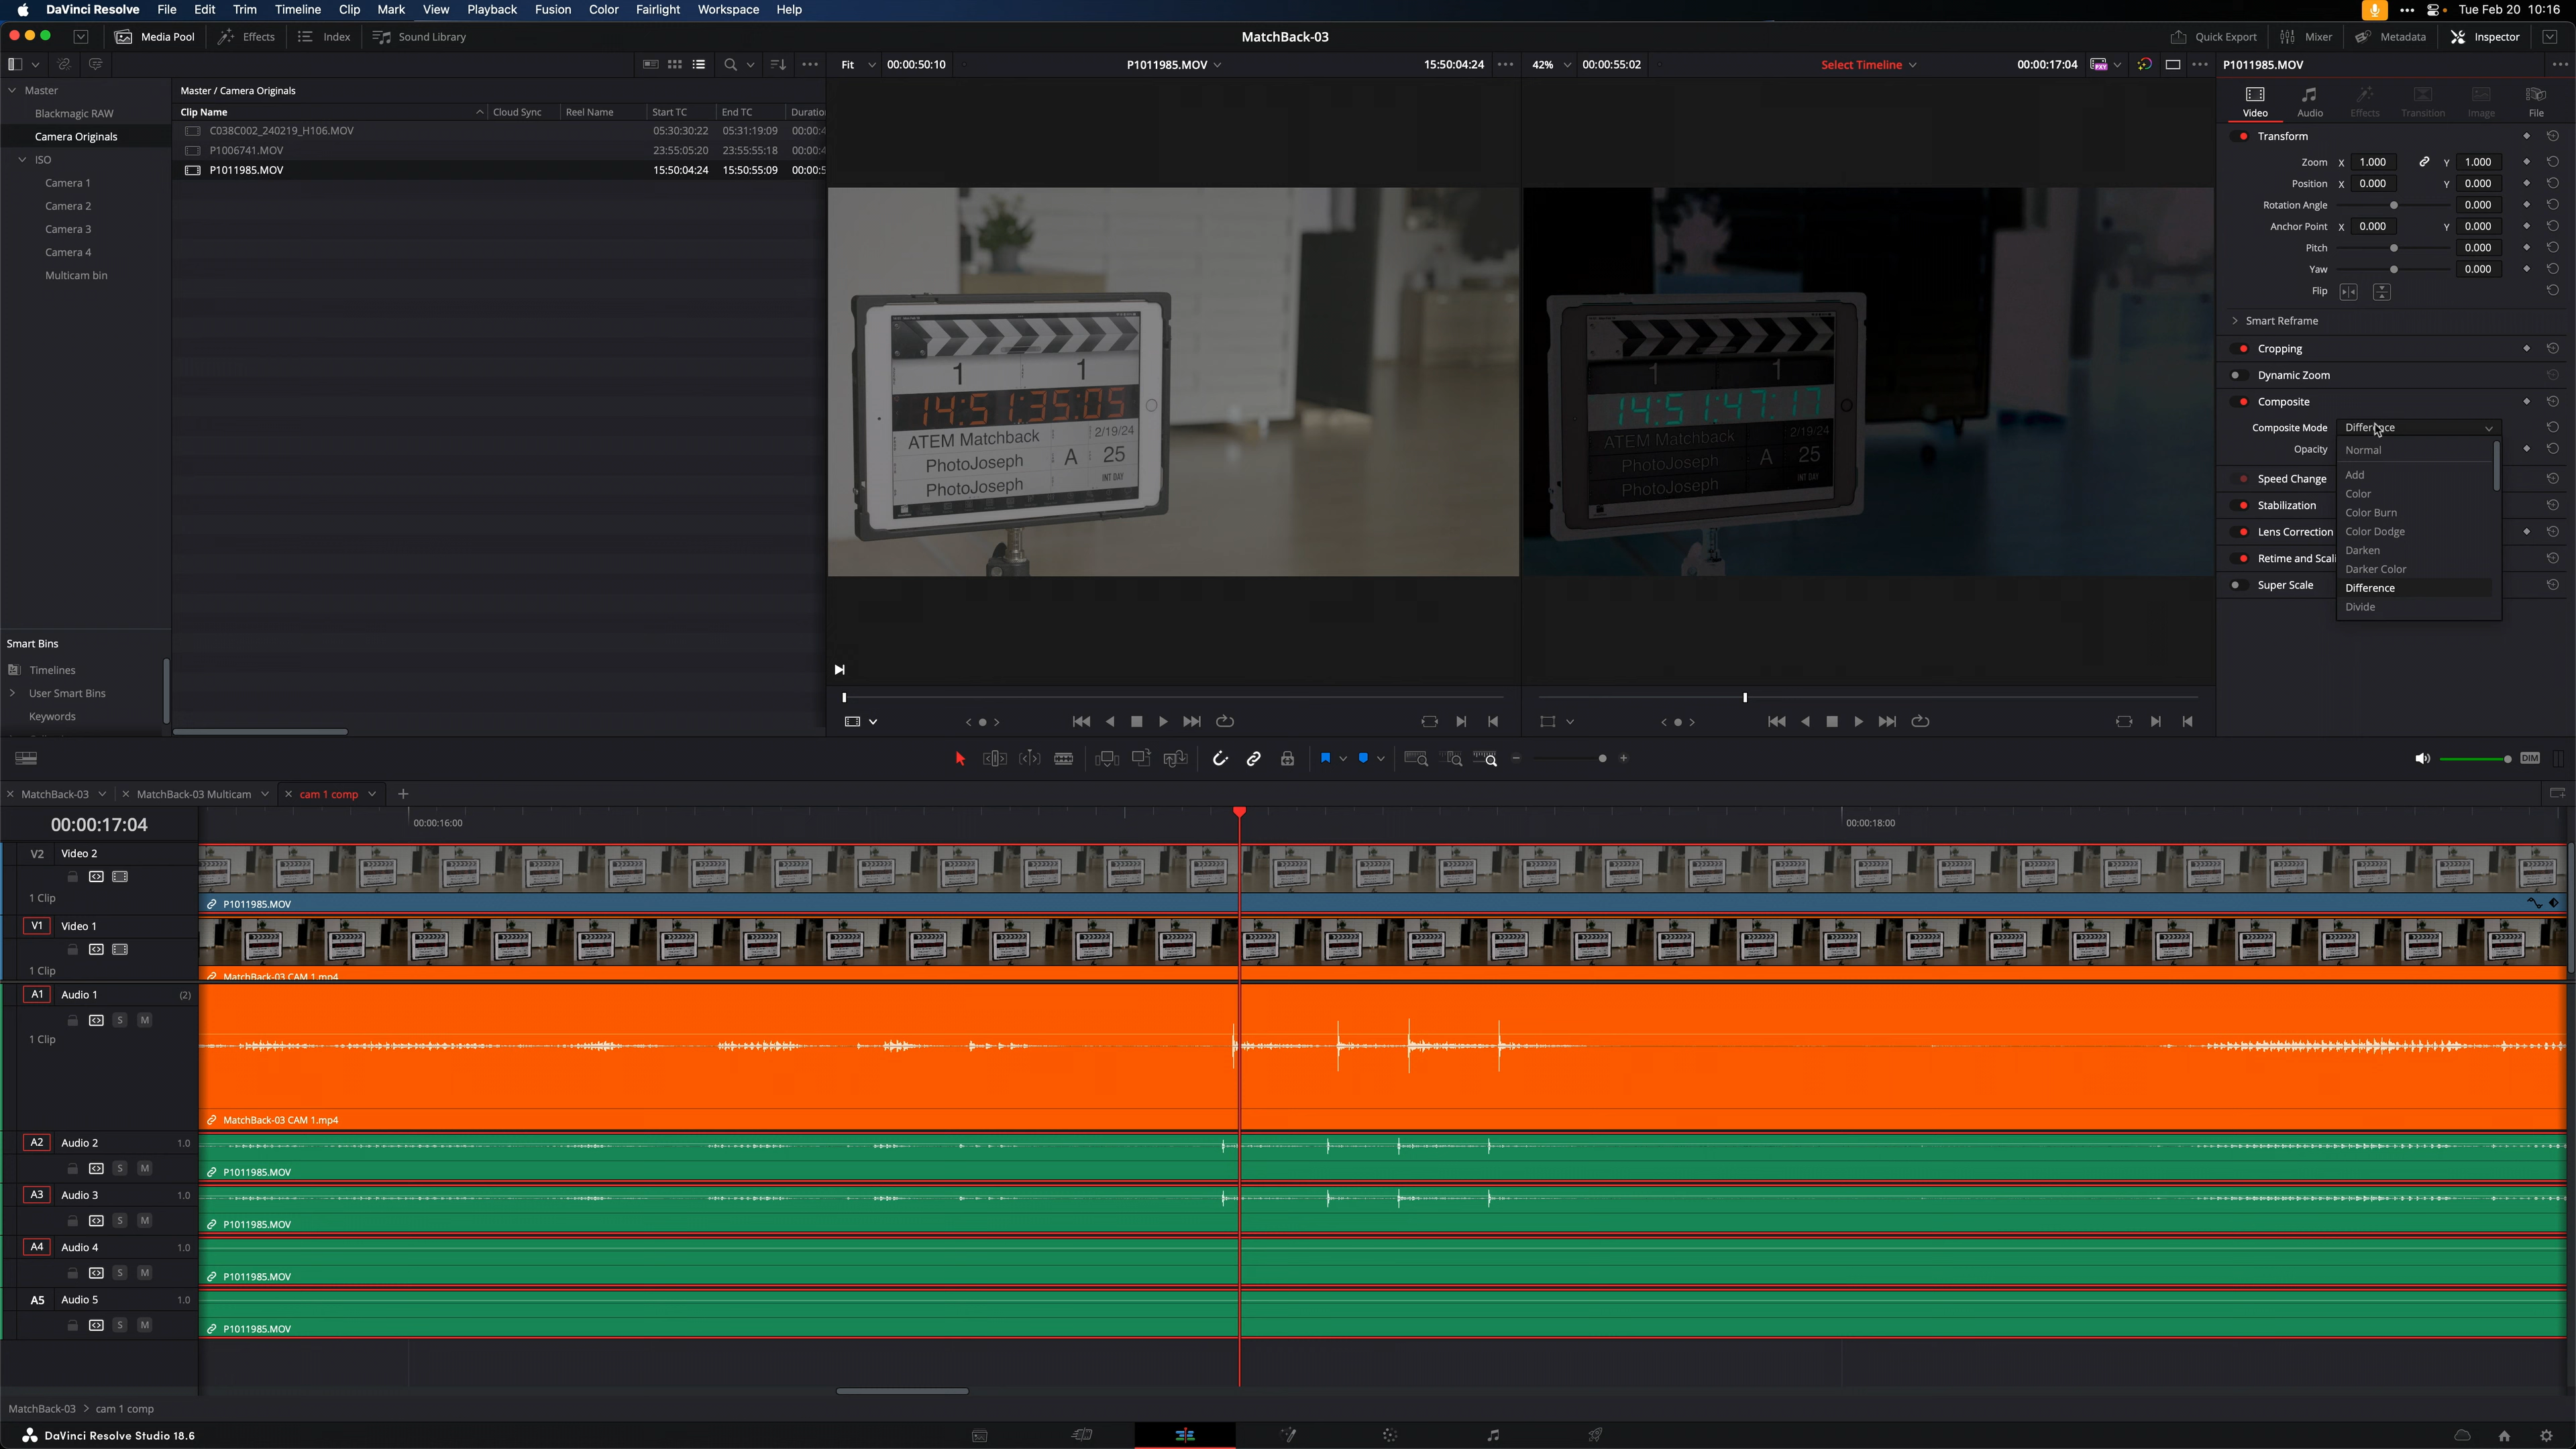 DaVinci Resolve File Edit Trim Timeline Clip Mark View Playback Fusion Color Fairlight Workspace Help Tue Feb 20 10:16
Media Pool Effects Index Sound Library MatchBack-03 Quick Export Mixer Metadata Inspector
Fit 00:00:50:10 P1011985.MOV 15:50:04:24 42% 00:00:55:02 Select Timeline 00:00:17:04 P1011985.MOV
Master
Blackmagic RAW
Camera Originals
ISO
Camera 1
Camera 2
Camera 3
Camera 4
Multicam bin
Smart Bins
Timelines
User Smart Bins
Keywords
Master / Camera Originals
Clip Name Cloud Sync Reel Name Start TC End TC Duratio
C038C002_240219_H106.MOV 05:30:30:22 05:31:19:09 00:00:4
P1006741.MOV 23:55:05:20 23:55:55:18 00:00:4
P1011985.MOV 15:50:04:24 15:50:55:09 00:00:5
1 1
14:51:35:05
ATEM Matchback 2/19/24
PhotoJoseph A 25
PhotoJoseph INT DAY
1 1
14:51:47:17
ATEM Matchback 2/19/24
PhotoJoseph A 25
PhotoJoseph INT DAY
Video Audio Effects Transition Image File
Transform
Zoom X 1.000 Y 1.000
Position X 0.000 Y 0.000
Rotation Angle 0.000
Anchor Point X 0.000 Y 0.000
Pitch 0.000
Yaw 0.000
Flip
Smart Reframe
Cropping
Dynamic Zoom
Composite
Composite Mode Difference
Opacity
Normal
Add
Color
Color Burn
Color Dodge
Darken
Darker Color
Difference
Divide
Speed Change
Stabilization
Lens Correction
Retime and Scali
Super Scale
DIM
MatchBack-03 MatchBack-03 Multicam cam 1 comp
00:00:17:04 00:00:16:00 00:00:18:00
V2 Video 2
1 Clip
P1011985.MOV
V1 Video 1
1 Clip
MatchBack-03 CAM 1.mp4
A1 Audio 1 (2)
S M
1 Clip
MatchBack-03 CAM 1.mp4
A2 Audio 2 1.0
S M
P1011985.MOV
A3 Audio 3 1.0
S M
P1011985.MOV
A4 Audio 4 1.0
S M
P1011985.MOV
A5 Audio 5 1.0
S M
P1011985.MOV
MatchBack-03 > cam 1 comp
DaVinci Resolve Studio 18.6